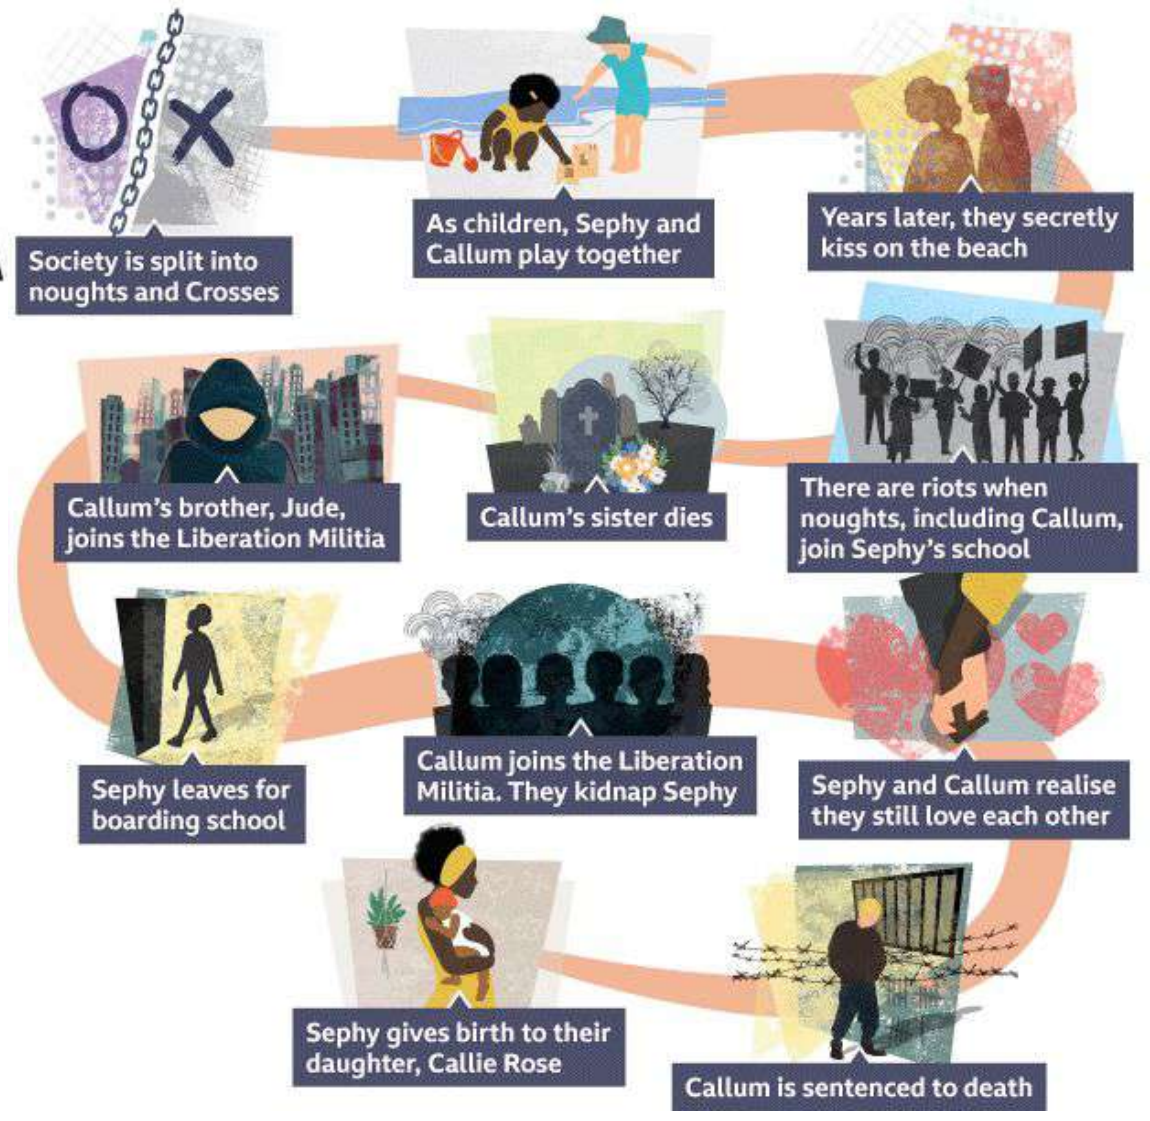 O X
Society is split into
noughts and Crosses
As children, Sephy and
Callum play together
Years later, they secretly
kiss on the beach
There are riots when
noughts, including Callum,
join Sephy's school
Callum's sister dies
Callum's brother, Jude,
joins the Liberation Militia
Sephy leaves for
boarding school
Callum joins the Liberation
Militia. They kidnap Sephy
Sephy and Callum realise
they still love each other
Callum is sentenced to death
Sephy gives birth to their
daughter, Callie Rose